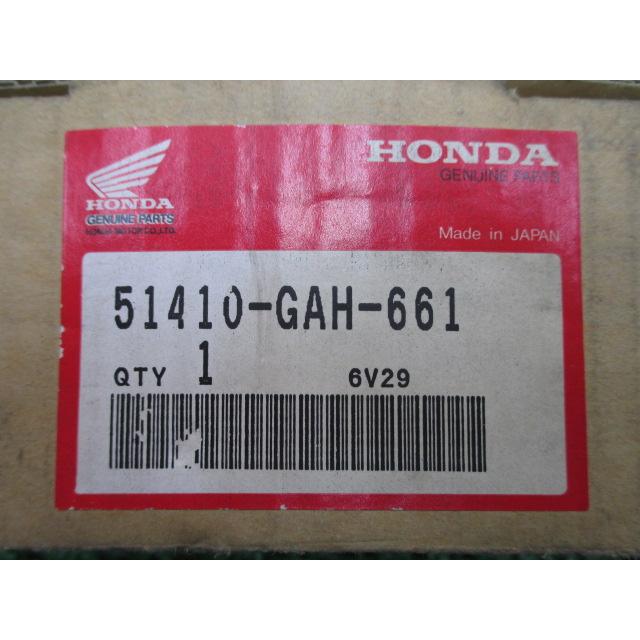 HONDA
GENUINE PARTS
HONDA MOTOR CO., LTD.
HONDA
GENUINE PARTS
Made in JAPAN
51410-GAH-661
QTY 1 6V29